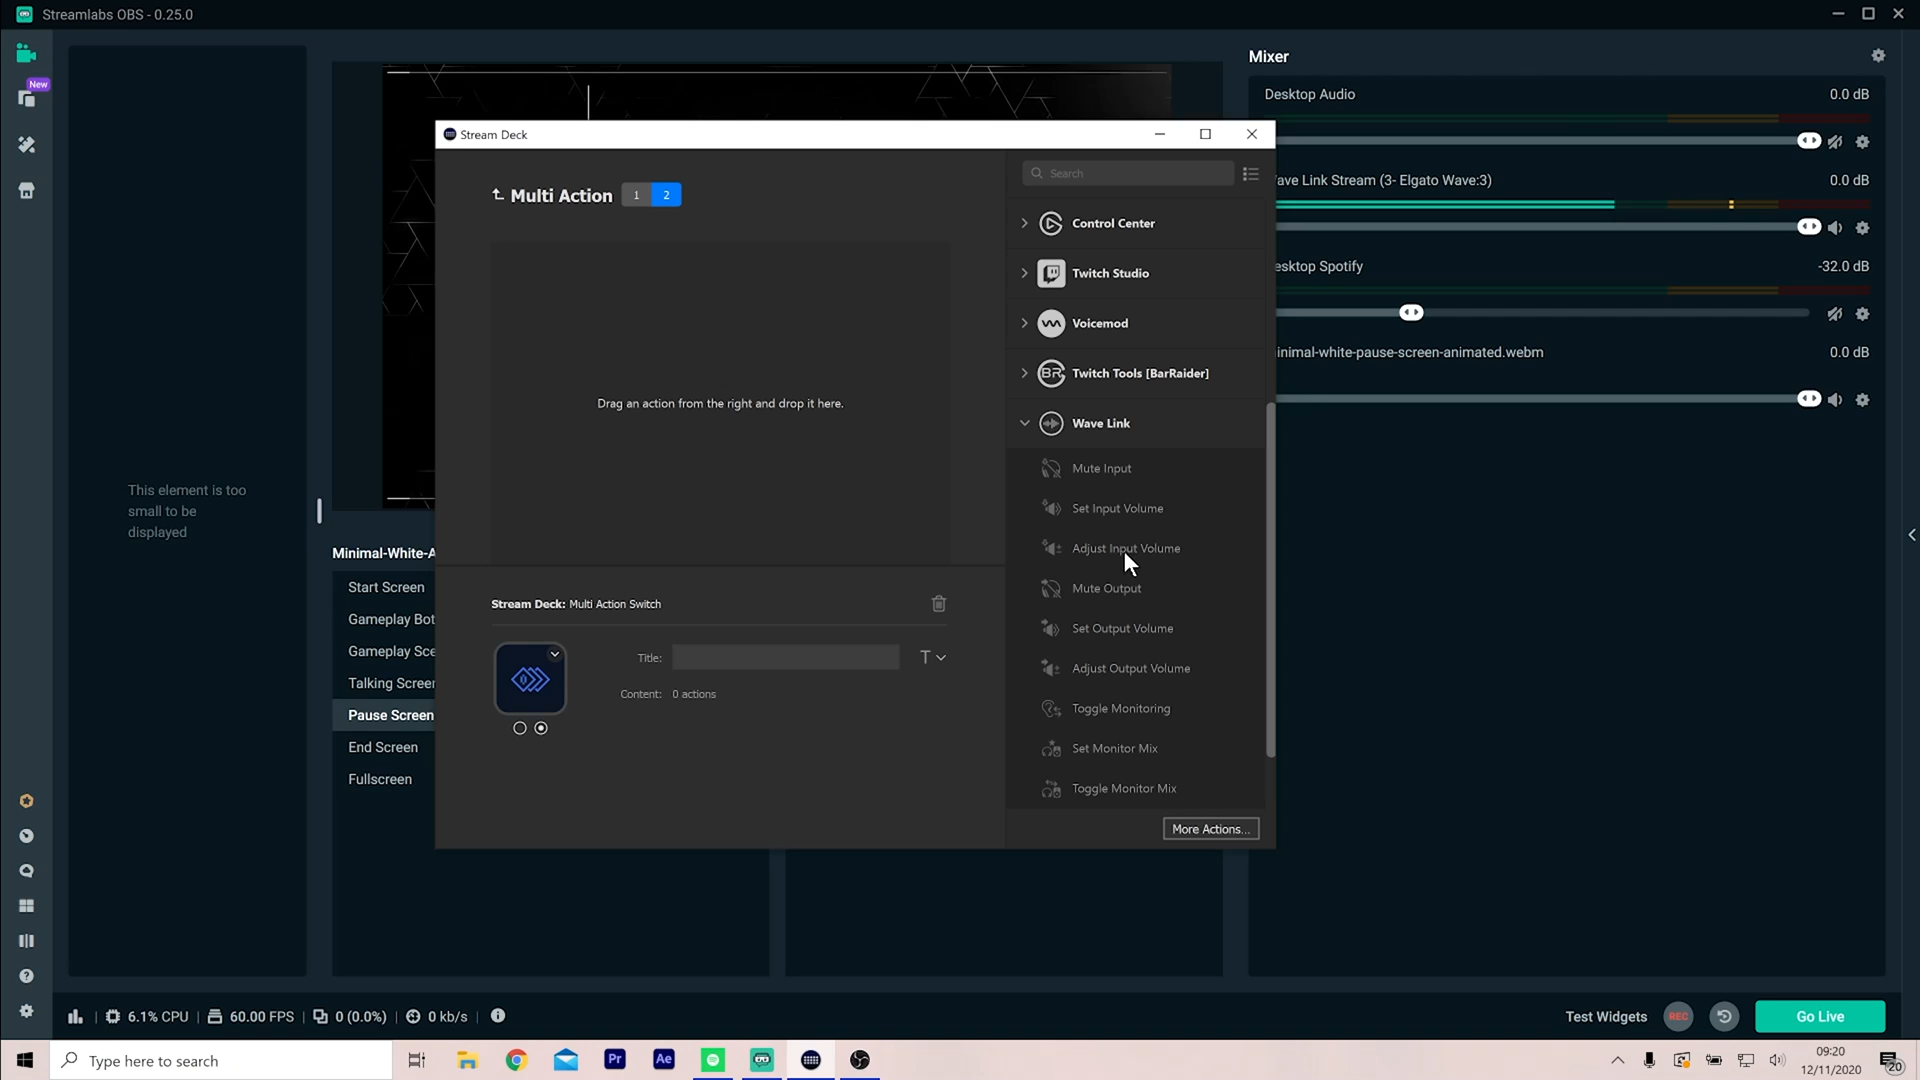 Streamlabs OBS - 0.25.0
New
This element is too
small to be
displayed
Minimal-White-A
Start Screen
Gameplay Bot
Gameplay Sce
Talking Screen
Pause Screen
End Screen
Fullscreen
Stream Deck
Multi Action 1 2
Drag an action from the right and drop it here.
Stream Deck: Multi Action Switch
Title:
T
Content: 0 actions
Search
Control Center
Twitch Studio
Voicemod
BR Twitch Tools [BarRaider]
Wave Link
Mute Input
Set Input Volume
Adjust Input Volume
Mute Output
Set Output Volume
Adjust Output Volume
Toggle Monitoring
Set Monitor Mix
Toggle Monitor Mix
More Actions...
Mixer
Desktop Audio 0.0 dB
ave Link Stream (3- Elgato Wave:3) 0.0 dB
esktop Spotify -32.0 dB
inimal-white-pause-screen-animated.webm 0.0 dB
6.1% CPU 60.00 FPS 0 (0.0%) 0 kb/s
Test Widgets REC Go Live
Type here to search
Pr Ae
09:20
12/11/2020
20